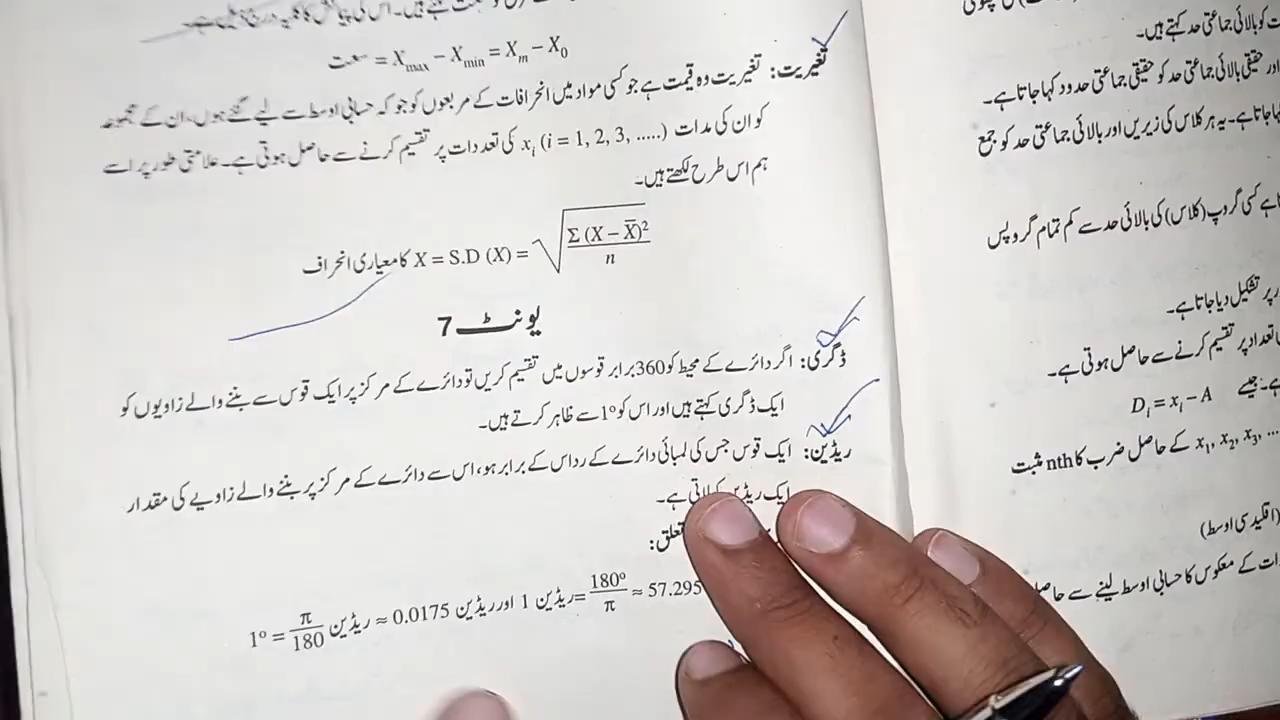 سعت = X_max − X_min = X_m − X_0
تغیریت: تغیریت وہ قیمت ہے جو کسی مواد میں انحرافات کے مربعوں کو جو کہ حسابی اوسط سے لیے گئے ہوں، ان کے مجموعہ
کو ان کی مدات x_i (i = 1, 2, 3, .....) کی تعداد پر تقسیم کرنے سے حاصل ہوتی ہے۔ علامتی طور پر اسے
ہم اس طرح لکھتے ہیں۔
X کا معیاری انحراف = S.D (X) = √(Σ (X − X̄)² / n)
یونٹ 7
ڈگری: اگر دائرے کے محیط کو 360 برابر قوسوں میں تقسیم کریں تو دائرے کے مرکز پر ایک قوس سے بننے والے زاویوں کو
ایک ڈگری کہتے ہیں اور اس کو 1° سے ظاہر کرتے ہیں۔
ریڈین: ایک قوس جس کی لمبائی دائرے کے رداس کے برابر ہو، اس سے دائرے کے مرکز پر بننے والے زاویے کی مقدار
ایک ریڈین کہلاتی ہے۔
تعلق:
1° = π/180 ریڈین ≈ 0.0175 ریڈین اور 1 ریڈین = 180°/π ≈ 57.295
ت کو بالائی جماعتی حد کہتے ہیں۔
اور حقیقی بالائی جماعتی حد کو حقیقی جماعتی حدود کہا جاتا ہے۔
کہا جاتا ہے۔ یہ ہر کلاس کی زیریں اور بالائی جماعتی حد کو جمع
تا ہے کسی گروپ (کلاس) کی بالائی حد سے کم تمام گروپس
ر پر تشکیل دیا جاتا ہے۔
تعداد پر تقسیم کرنے سے حاصل ہوتی ہے۔
ہے۔ جیسے D_i = x_i − A
x_1, x_2, x_3, ... کے حاصل ضرب کا nth مثبت
(اقلیدسی اوسط)
دات کے معکوس کا حسابی اوسط لینے سے حاصل